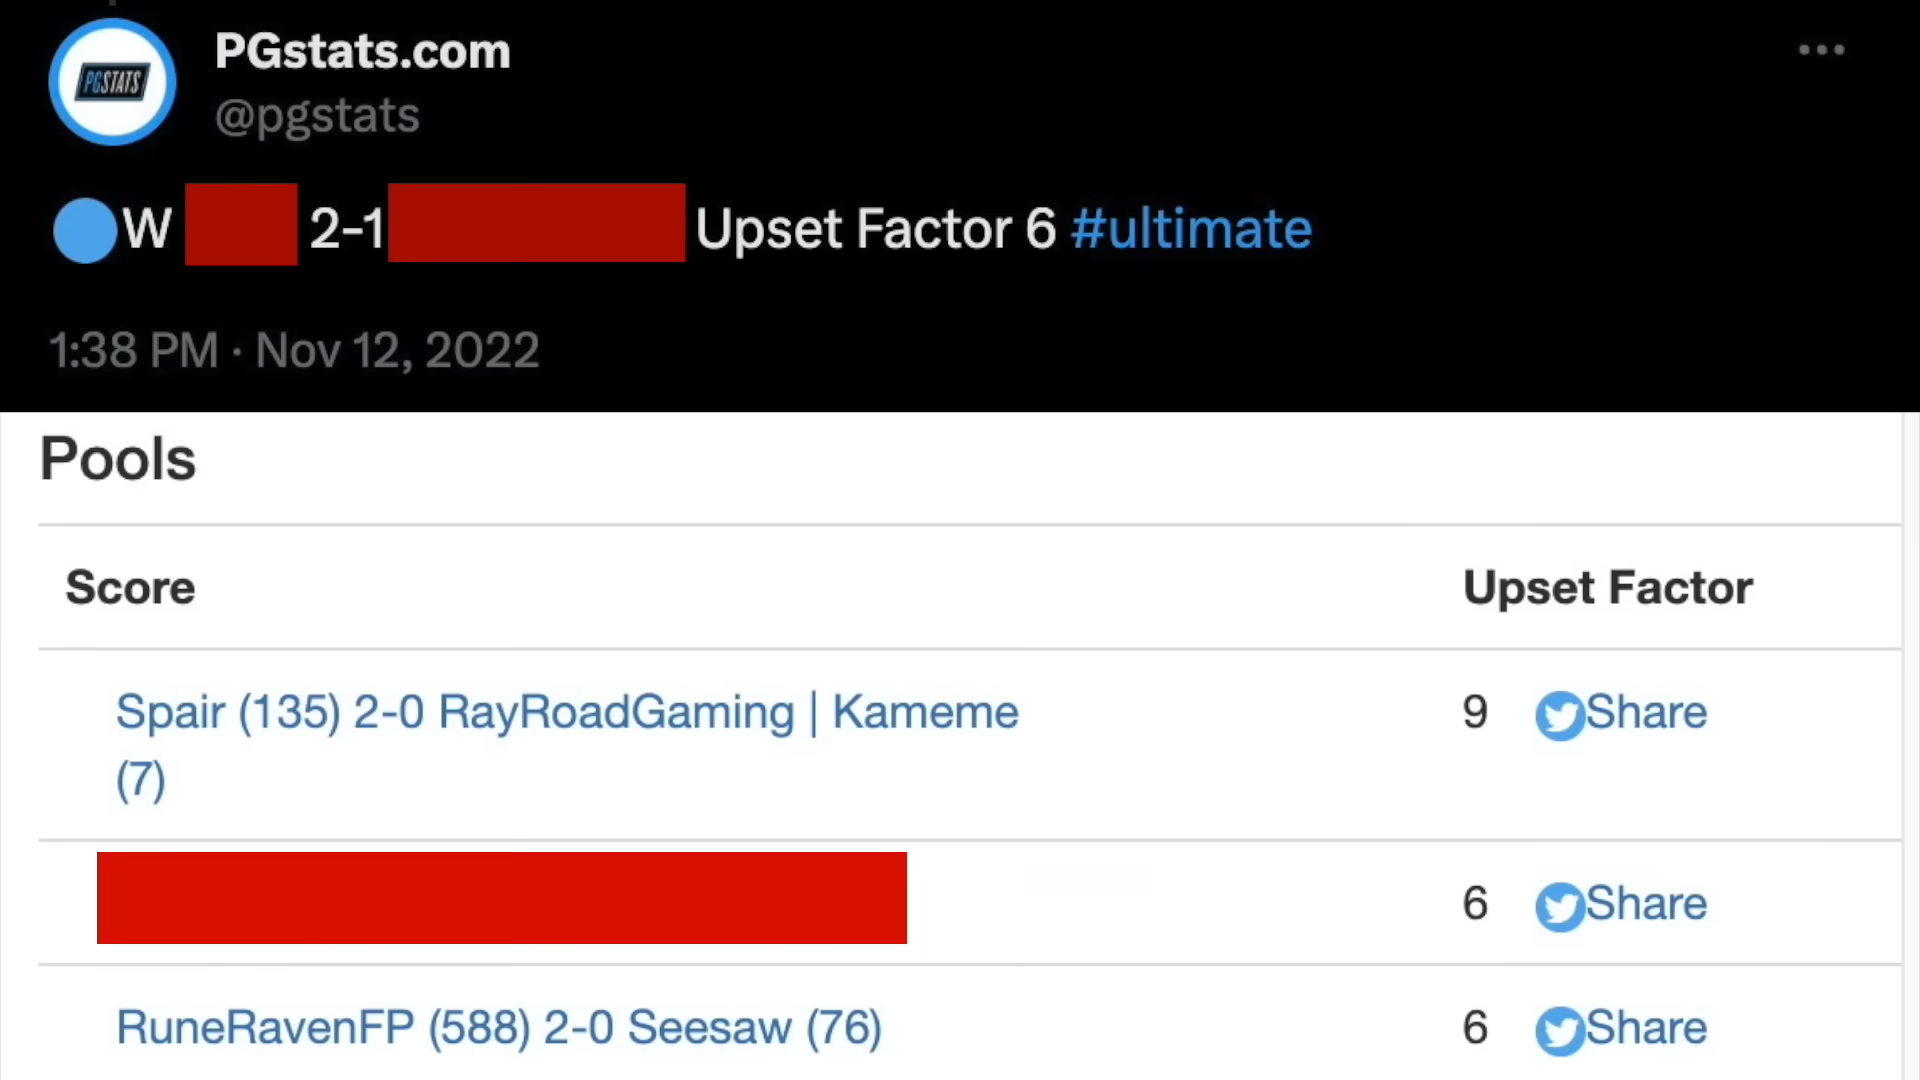 PGstats.com
PGSTATS
@pgstats
W 2-1 Upset Factor 6 #ultimate
1:38 PM · Nov 12, 2022
Pools
Score Upset Factor
Spair (135) 2-0 RayRoadGaming | Kameme 9 Share
(7)
6 Share
RuneRavenFP (588) 2-0 Seesaw (76) 6 Share